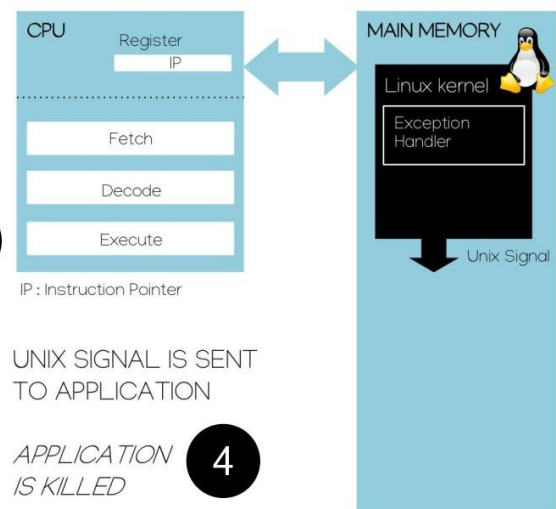 CPU
Register
IP
Fetch
Decode
Execute
IP : Instruction Pointer
UNIX SIGNAL IS SENT
TO APPLICATION
APPLICATION
IS KILLED
4
MAIN MEMORY
Linux kernel
Exception
Handler
Unix Signal